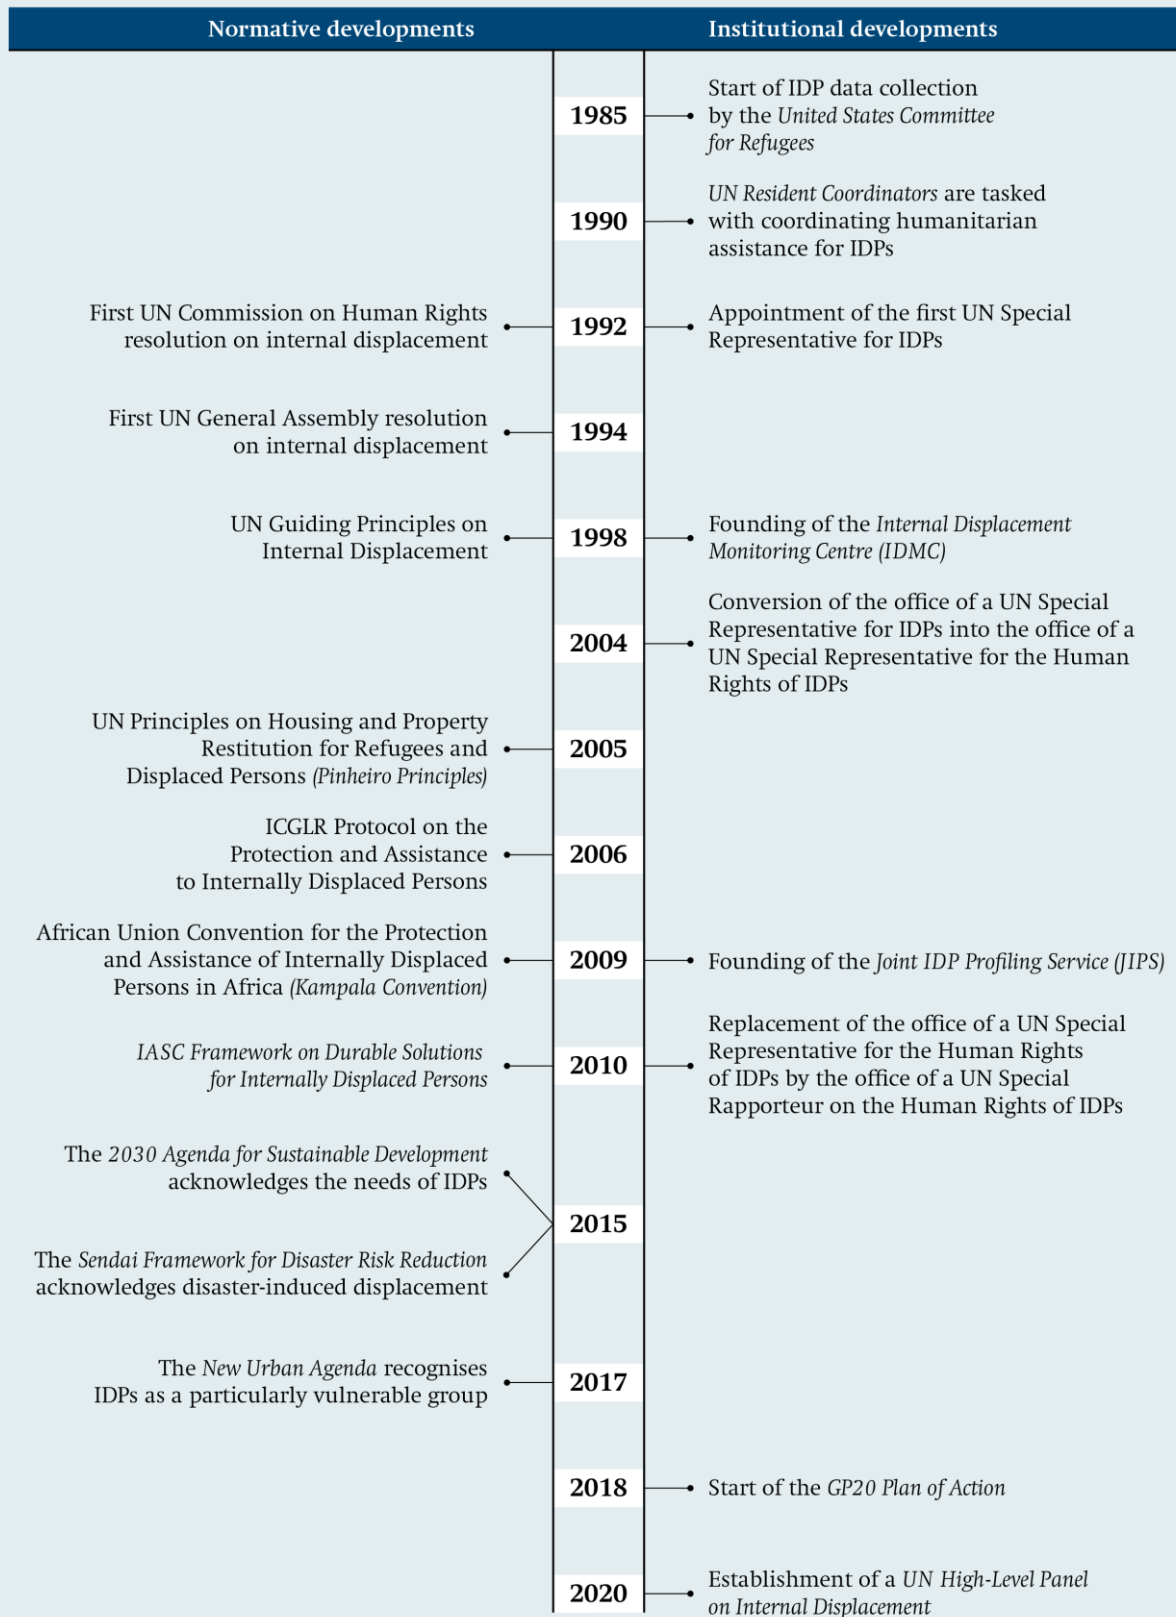 Normative developments
Institutional developments
1985
Start of IDP data collection
by the United States Committee
for Refugees
1990
UN Resident Coordinators are tasked
with coordinating humanitarian
assistance for IDPs
First UN Commission on Human Rights
resolution on internal displacement
1992
Appointment of the first UN Special
Representative for IDPs
First UN General Assembly resolution
on internal displacement
1994
UN Guiding Principles on
Internal Displacement
1998
Founding of the Internal Displacement
Monitoring Centre (IDMC)
2004
Conversion of the office of a UN Special
Representative for IDPs into the office of a
UN Special Representative for the Human
Rights of IDPs
UN Principles on Housing and Property
Restitution for Refugees and
Displaced Persons (Pinheiro Principles)
2005
ICGLR Protocol on the
Protection and Assistance
to Internally Displaced Persons
2006
African Union Convention for the Protection
and Assistance of Internally Displaced
Persons in Africa (Kampala Convention)
2009
Founding of the Joint IDP Profiling Service (JIPS)
IASC Framework on Durable Solutions
for Internally Displaced Persons
2010
Replacement of the office of a UN Special
Representative for the Human Rights
of IDPs by the office of a UN Special
Rapporteur on the Human Rights of IDPs
The 2030 Agenda for Sustainable Development
acknowledges the needs of IDPs
2015
The Sendai Framework for Disaster Risk Reduction
acknowledges disaster-induced displacement
The New Urban Agenda recognises
IDPs as a particularly vulnerable group
2017
2018
Start of the GP20 Plan of Action
2020
Establishment of a UN High-Level Panel
on Internal Displacement